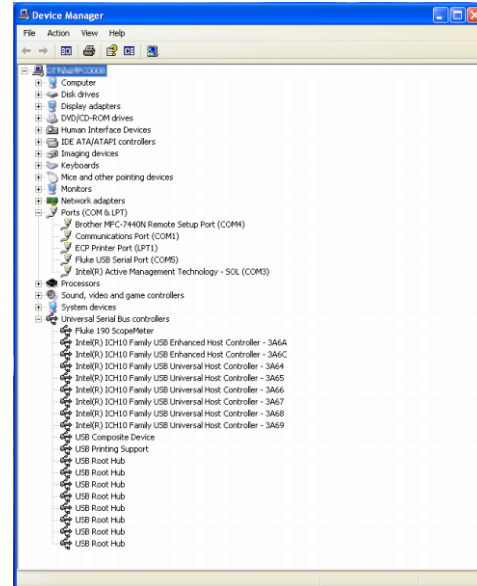 Device Manager
File Action View Help
Computer
Disk drives
Display adapters
DVD/CD-ROM drives
Human Interface Devices
IDE ATA/ATAPI controllers
Imaging devices
Keyboards
Mice and other pointing devices
Monitors
Network adapters
Ports (COM & LPT)
Brother MFC-7440N Remote Setup Port (COM4)
Communications Port (COM1)
ECP Printer Port (LPT1)
Fluke USB Serial Port (COM5)
Intel(R) Active Management Technology - SOL (COM3)
Processors
Sound, video and game controllers
System devices
Universal Serial Bus controllers
Fluke 190 ScopeMeter
Intel(R) ICH10 Family USB Enhanced Host Controller - 3A6A
Intel(R) ICH10 Family USB Enhanced Host Controller - 3A6C
Intel(R) ICH10 Family USB Universal Host Controller - 3A64
Intel(R) ICH10 Family USB Universal Host Controller - 3A65
Intel(R) ICH10 Family USB Universal Host Controller - 3A66
Intel(R) ICH10 Family USB Universal Host Controller - 3A67
Intel(R) ICH10 Family USB Universal Host Controller - 3A68
Intel(R) ICH10 Family USB Universal Host Controller - 3A69
USB Composite Device
USB Printing Support
USB Root Hub
USB Root Hub
USB Root Hub
USB Root Hub
USB Root Hub
USB Root Hub
USB Root Hub
USB Root Hub